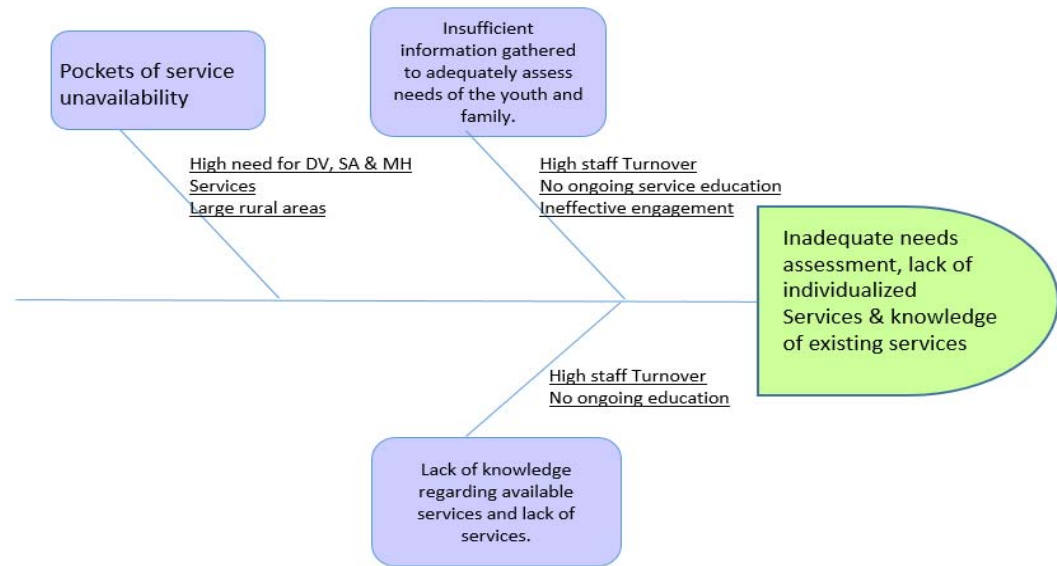 Pockets of service
unavailability
Insufficient
information gathered
to adequately assess
needs of the youth and
family.
High need for DV, SA & MH
Services
Large rural areas
High staff Turnover
No ongoing service education
Ineffective engagement
Inadequate needs
assessment, lack of
individualized
Services & knowledge
of existing services
High staff Turnover
No ongoing education
Lack of knowledge
regarding available
services and lack of
services.